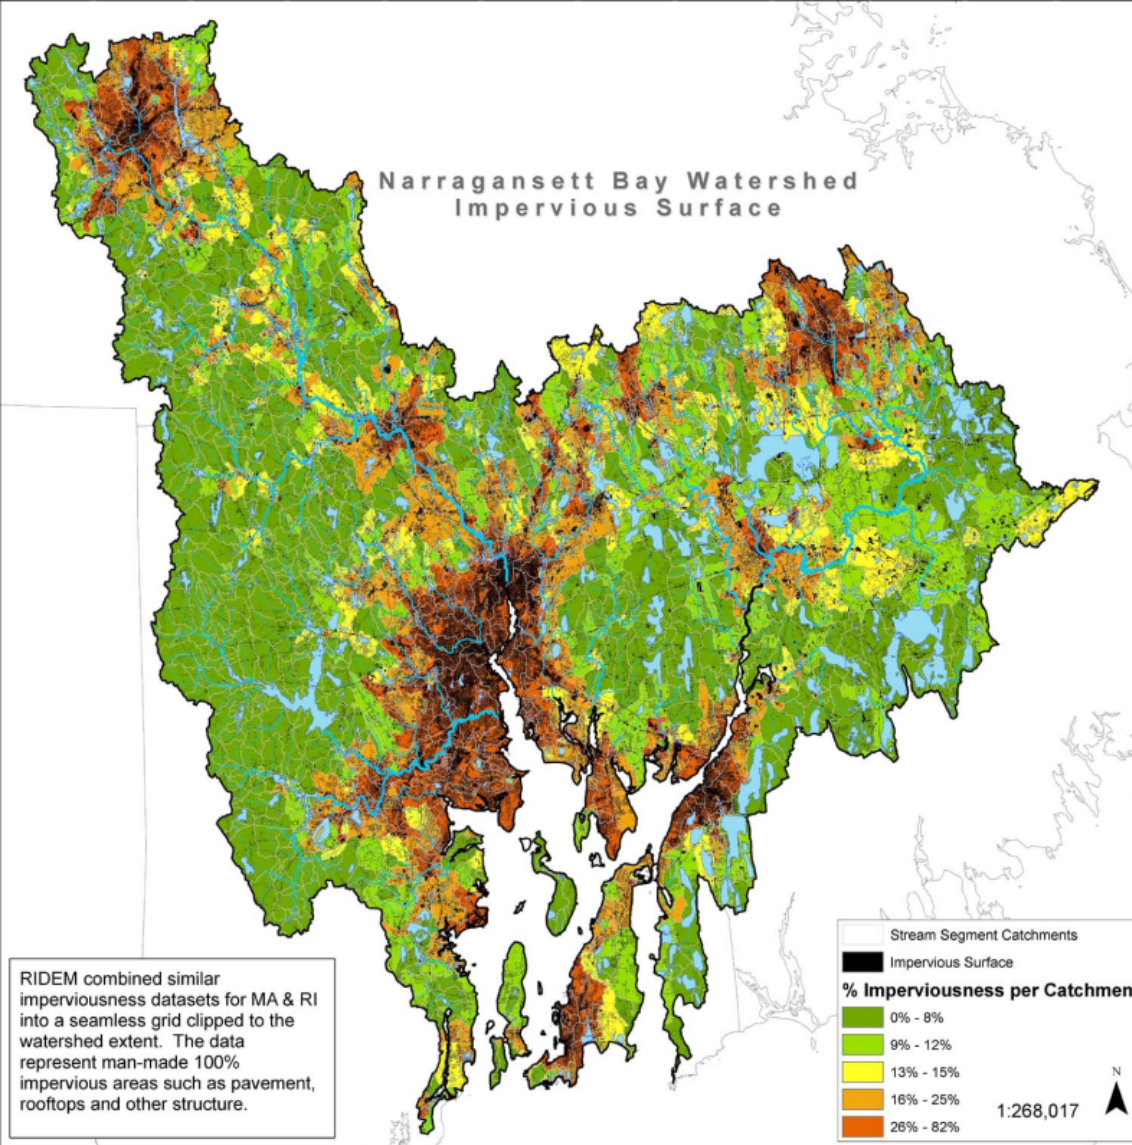 Narragansett Bay Watershed
Impervious Surface
RIDEM combined similar
imperviousness datasets for MA & RI
into a seamless grid clipped to the
watershed extent. The data
represent man-made 100%
impervious areas such as pavement,
rooftops and other structure.
Stream Segment Catchments
Impervious Surface
% Imperviousness per Catchmen
0% - 8%
9% - 12%
13% - 15%
16% - 25%
26% - 82%
1:268,017
N